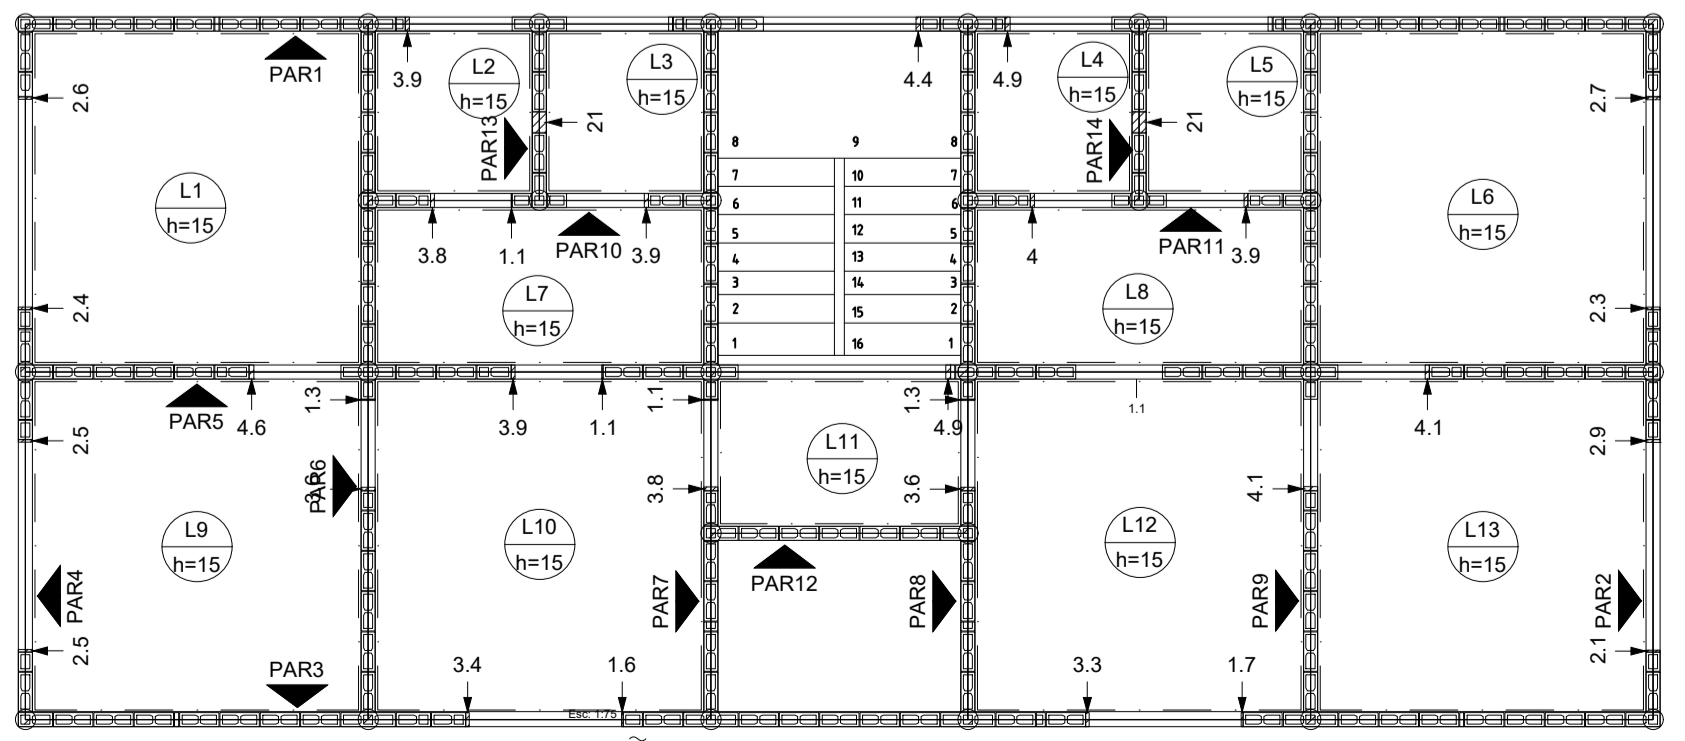 PAR1
3.9
L2
h=15
L3
h=15
4.4
4.9
L4
h=15
L5
h=15
2.6
2.7
PAR13
21
PAR14
21
8 9 8
7 10 7
6 11 6
5 12 5
4 13 4
3 14 3
2 15 2
1 16 1
L1
h=15
L6
h=15
3.8
1.1
PAR10
3.9
4
PAR11
3.9
2.4
L7
h=15
L8
h=15
2.3
PAR5
4.6
1.3
3.9
1.1
1.1
1.3
4.9
1.1
4.1
2.5
L11
h=15
2.9
PAR6
3.8
3.6
4.1
L9
h=15
L10
h=15
L12
h=15
L13
h=15
PAR4
PAR12
PAR7
PAR8
PAR9
PAR2
2.5
PAR3
3.4
1.6
3.3
1.7
2.1
Esc: 1:75
~